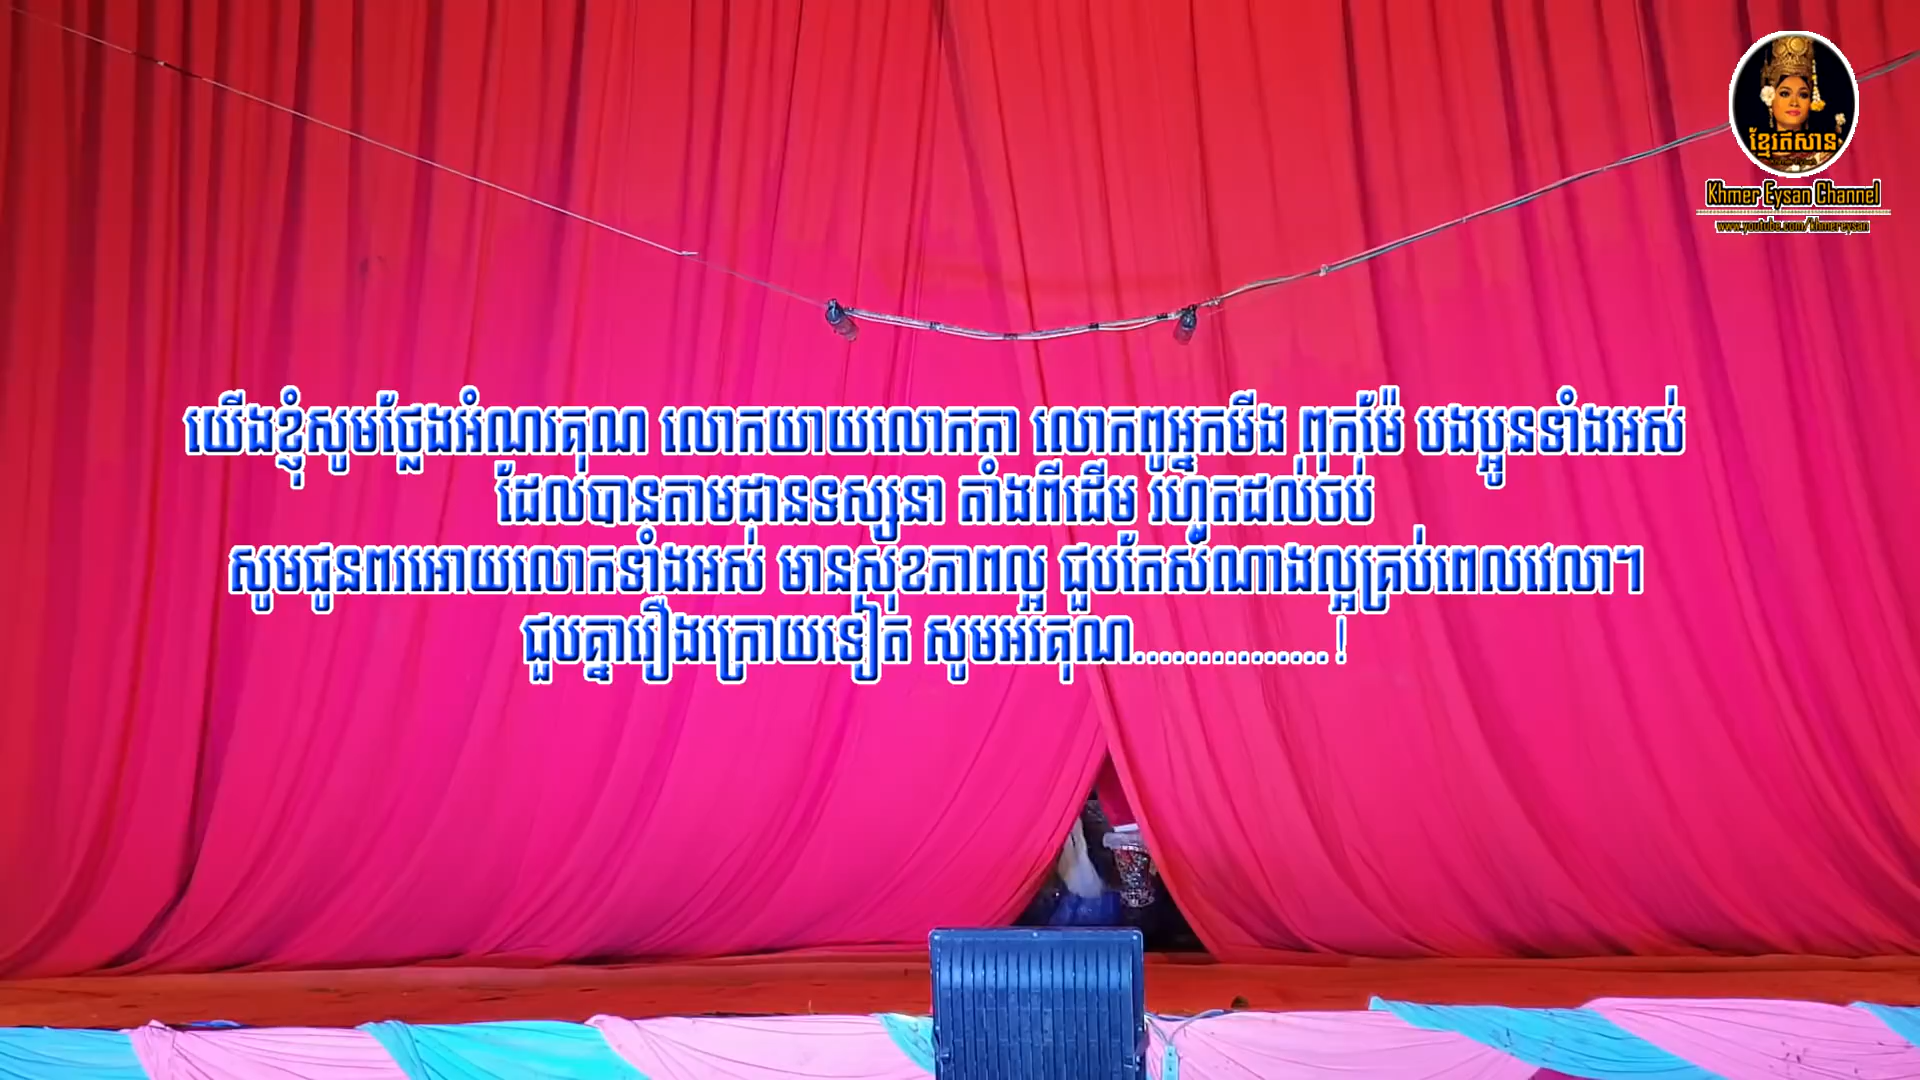 ខ្មែរឥសាន
Khmer Eysan Channel
www.youtube.com/khmereysan
យើងខ្ញុំសូមថ្លែងអំណរគុណ លោកយាយលោកតា លោកពូអ្នកមីង ពុកម៉ែ បងប្អូនទាំងអស់
ដែលបានតាមដានទស្សនា តាំងពីដើម រហូតដល់ចប់
សូមជូនពរអោយលោកទាំងអស់ មានសុខភាពល្អ ជួបតែសំណាងល្អគ្រប់ពេលវេលា។
ជួបគ្នារឿងក្រោយទៀត សូមអរគុណ...............!